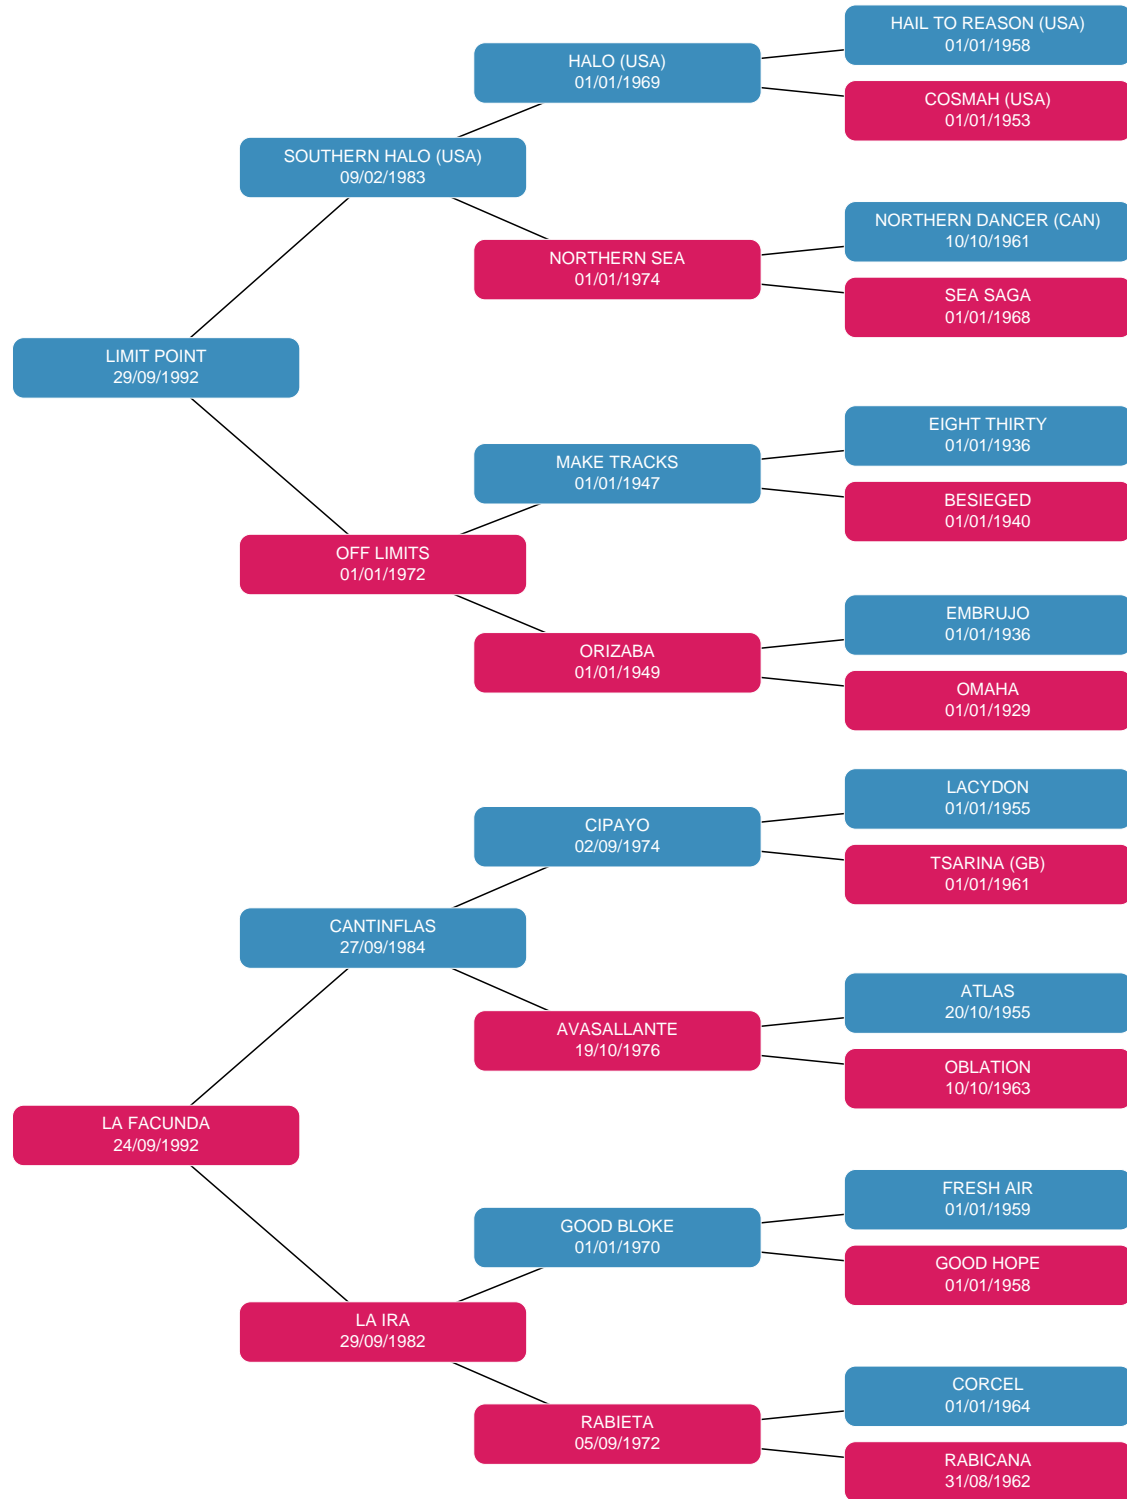 HAIL TO REASON (USA)
01/01/1958
HALO (USA)
01/01/1969
COSMAH (USA)
01/01/1953
SOUTHERN HALO (USA)
09/02/1983
NORTHERN DANCER (CAN)
10/10/1961
NORTHERN SEA
01/01/1974
SEA SAGA
01/01/1968
LIMIT POINT
29/09/1992
EIGHT THIRTY
01/01/1936
MAKE TRACKS
01/01/1947
BESIEGED
01/01/1940
OFF LIMITS
01/01/1972
EMBRUJO
01/01/1936
ORIZABA
01/01/1949
OMAHA
01/01/1929
LACYDON
01/01/1955
CIPAYO
02/09/1974
TSARINA (GB)
01/01/1961
CANTINFLAS
27/09/1984
ATLAS
20/10/1955
AVASALLANTE
19/10/1976
OBLATION
10/10/1963
LA FACUNDA
24/09/1992
FRESH AIR
01/01/1959
GOOD BLOKE
01/01/1970
GOOD HOPE
01/01/1958
LA IRA
29/09/1982
CORCEL
01/01/1964
RABIETA
05/09/1972
RABICANA
31/08/1962